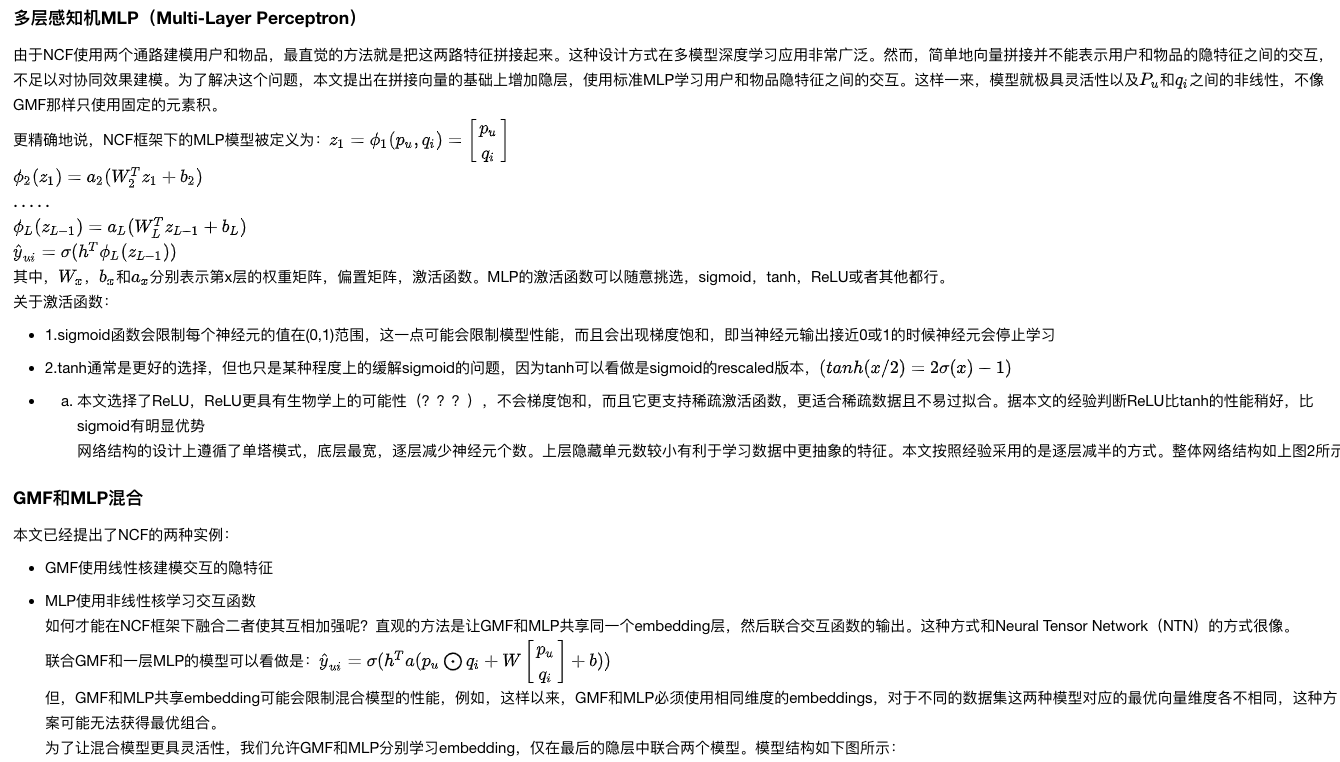 多层感知机MLP（Multi-Layer Perceptron）
由于NCF使用两个通路建模用户和物品，最直觉的方法就是把这两路特征拼接起来。这种设计方式在多模型深度学习应用非常广泛。然而，简单地向量拼接并不能表示用户和物品的隐特征之间的交互，
不足以对协同效果建模。为了解决这个问题，本文提出在拼接向量的基础上增加隐层，使用标准MLP学习用户和物品隐特征之间的交互。这样一来，模型就极具灵活性以及P_u和q_i之间的非线性，不像
GMF那样只使用固定的元素积。
更精确地说，NCF框架下的MLP模型被定义为：z_1 = ϕ_1(p_u, q_i) = [p_u q_i]
ϕ_2(z_1) = a_2(W_2^T z_1 + b_2)
.....
ϕ_L(z_{L-1}) = a_L(W_L^T z_{L-1} + b_L)
ŷ_{ui} = σ(h^T ϕ_L(z_{L-1}))
其中，W_x，b_x和a_x分别表示第x层的权重矩阵，偏置矩阵，激活函数。MLP的激活函数可以随意挑选，sigmoid，tanh，ReLU或者其他都行。
关于激活函数：
• 1.sigmoid函数会限制每个神经元的值在(0,1)范围，这一点可能会限制模型性能，而且会出现梯度饱和，即当神经元输出接近0或1的时候神经元会停止学习
• 2.tanh通常是更好的选择，但也只是某种程度上的缓解sigmoid的问题，因为tanh可以看做是sigmoid的rescaled版本，(tanh(x/2) = 2σ(x) − 1)
• a. 本文选择了ReLU，ReLU更具有生物学上的可能性（？？？），不会梯度饱和，而且它更支持稀疏激活函数，更适合稀疏数据且不易过拟合。据本文的经验判断ReLU比tanh的性能稍好，比
sigmoid有明显优势
网络结构的设计上遵循了单塔模式，底层最宽，逐层减少神经元个数。上层隐藏单元数较小有利于学习数据中更抽象的特征。本文按照经验采用的是逐层减半的方式。整体网络结构如上图2所示
GMF和MLP混合
本文已经提出了NCF的两种实例：
• GMF使用线性核建模交互的隐特征
• MLP使用非线性核学习交互函数
如何才能在NCF框架下融合二者使其互相加强呢？直观的方法是让GMF和MLP共享同一个embedding层，然后联合交互函数的输出。这种方式和Neural Tensor Network（NTN）的方式很像。
联合GMF和一层MLP的模型可以看做是：ŷ_{ui} = σ(h^T a(p_u ⊙ q_i + W [p_u q_i] + b))
但，GMF和MLP共享embedding可能会限制混合模型的性能，例如，这样以来，GMF和MLP必须使用相同维度的embeddings，对于不同的数据集这两种模型对应的最优向量维度各不相同，这种方
案可能无法获得最优组合。
为了让混合模型更具灵活性，我们允许GMF和MLP分别学习embedding，仅在最后的隐层中联合两个模型。模型结构如下图所示：